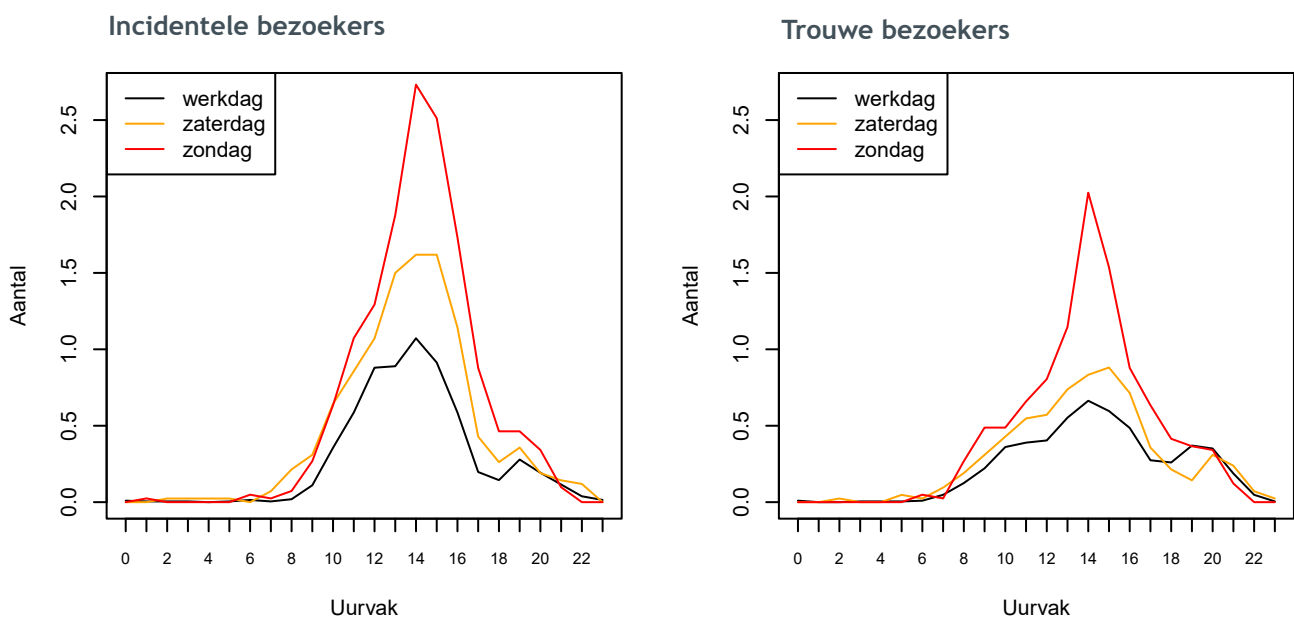 Incidentele bezoekers
werkdag
zaterdag
zondag
Aantal
2.5
2.0
1.5
1.0
0.5
0.0
0 2 4 6 8 10 12 14 16 18 20 22
Uurvak
Trouwe bezoekers
werkdag
zaterdag
zondag
Aantal
2.5
2.0
1.5
1.0
0.5
0.0
0 2 4 6 8 10 12 14 16 18 20 22
Uurvak